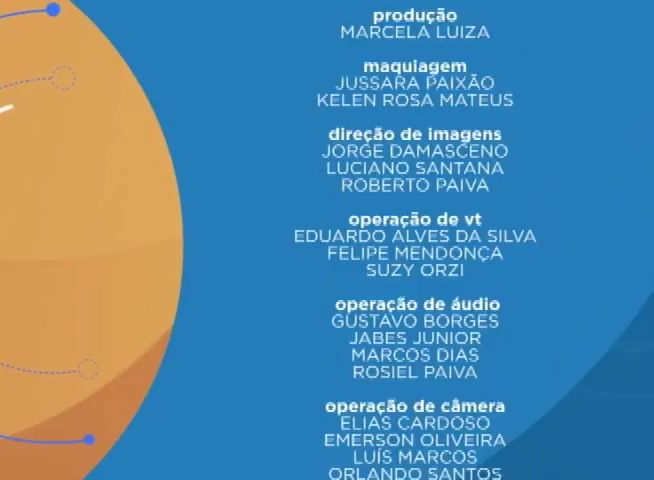 produção
MARCELA LUIZA
maquiagem
JUSSARA PAIXÃO
KELEN ROSA MATEUS
direção de imagens
JORGE DAMASCENO
LUCIANO SANTANA
ROBERTO PAIVA
operação de vt
EDUARDO ALVES DA SILVA
FELIPE MENDONÇA
SUZY ORZI
operação de áudio
GUSTAVO BORGES
JABES JUNIOR
MARCOS DIAS
ROSIEL PAIVA
operação de câmera
ELIAS CARDOSO
EMERSON OLIVEIRA
LUÍS MARCOS
ORLANDO SANTOS